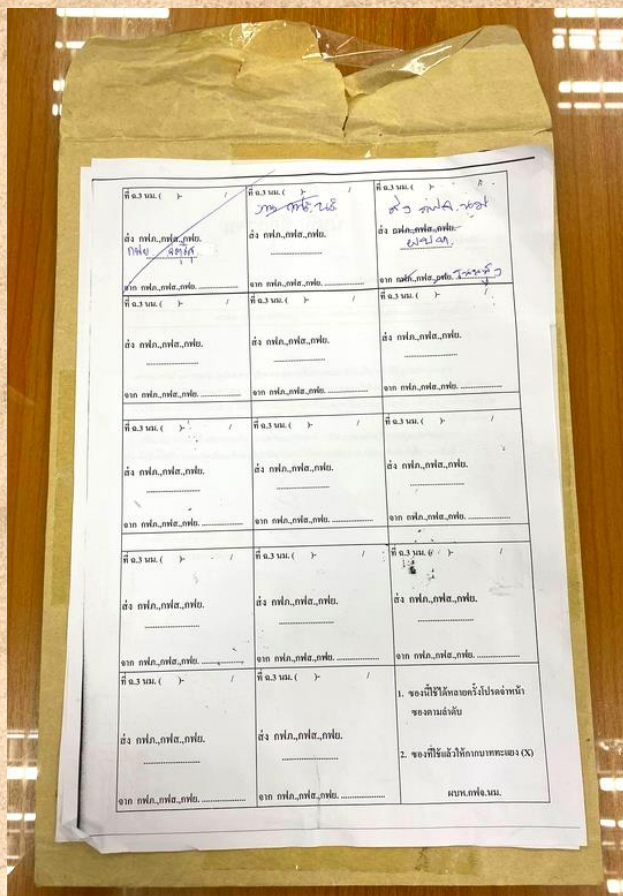 ที่ ฉ.3 นม. (     )-          /
ส่ง กฟภ.,กฟส.,กฟย.
จาก กฟภ.,กฟส.,กฟย. ................
ที่ ฉ.3 นม. (     )-          /
ส่ง กฟภ.,กฟส.,กฟย.
........................
จาก กฟภ.,กฟส.,กฟย. ................
ที่ ฉ.3 นม. (     )-
ส่ง กฟภ.,กฟส.,กฟย.
จาก กฟภ.,กฟส.,กฟย.
ที่ ฉ.3 นม. (     )-          /
ส่ง กฟภ.,กฟส.,กฟย.
........................
จาก กฟภ.,กฟส.,กฟย. ................
ที่ ฉ.3 นม. (     )-          /
ส่ง กฟภ.,กฟส.,กฟย.
........................
จาก กฟภ.,กฟส.,กฟย. ................
ที่ ฉ.3 นม. (     )-          /
ส่ง กฟภ.,กฟส.,กฟย.
........................
จาก กฟภ.,กฟส.,กฟย. ................
ที่ ฉ.3 นม. (     )-          /
ส่ง กฟภ.,กฟส.,กฟย.
........................
จาก กฟภ.,กฟส.,กฟย. ................
ที่ ฉ.3 นม. (     )-          /
ส่ง กฟภ.,กฟส.,กฟย.
........................
จาก กฟภ.,กฟส.,กฟย. ................
ที่ ฉ.3 นม. (     )-          /
ส่ง กฟภ.,กฟส.,กฟย.
........................
จาก กฟภ.,กฟส.,กฟย. ................
ที่ ฉ.3 นม. (     )-          /
ส่ง กฟภ.,กฟส.,กฟย.
........................
จาก กฟภ.,กฟส.,กฟย. ................
ที่ ฉ.3 นม. (     )-          /
ส่ง กฟภ.,กฟส.,กฟย.
........................
จาก กฟภ.,กฟส.,กฟย. ................
ที่ ฉ.3 นม. (     )-          /
ส่ง กฟภ.,กฟส.,กฟย.
........................
จาก กฟภ.,กฟส.,กฟย. ................
ที่ ฉ.3 นม. (     )-          /
ส่ง กฟภ.,กฟส.,กฟย.
........................
จาก กฟภ.,กฟส.,กฟย. ................
ที่ ฉ.3 นม. (     )-          /
ส่ง กฟภ.,กฟส.,กฟย.
........................
จาก กฟภ.,กฟส.,กฟย. ................
1. ซองนี้ใช้ได้หลายครั้งโปรดจ่าหน้า
ซองตามลำดับ
2. ซองที่ใช้แล้วให้กากบาททะแยง (X)
ผบห.กฟจ.นม.